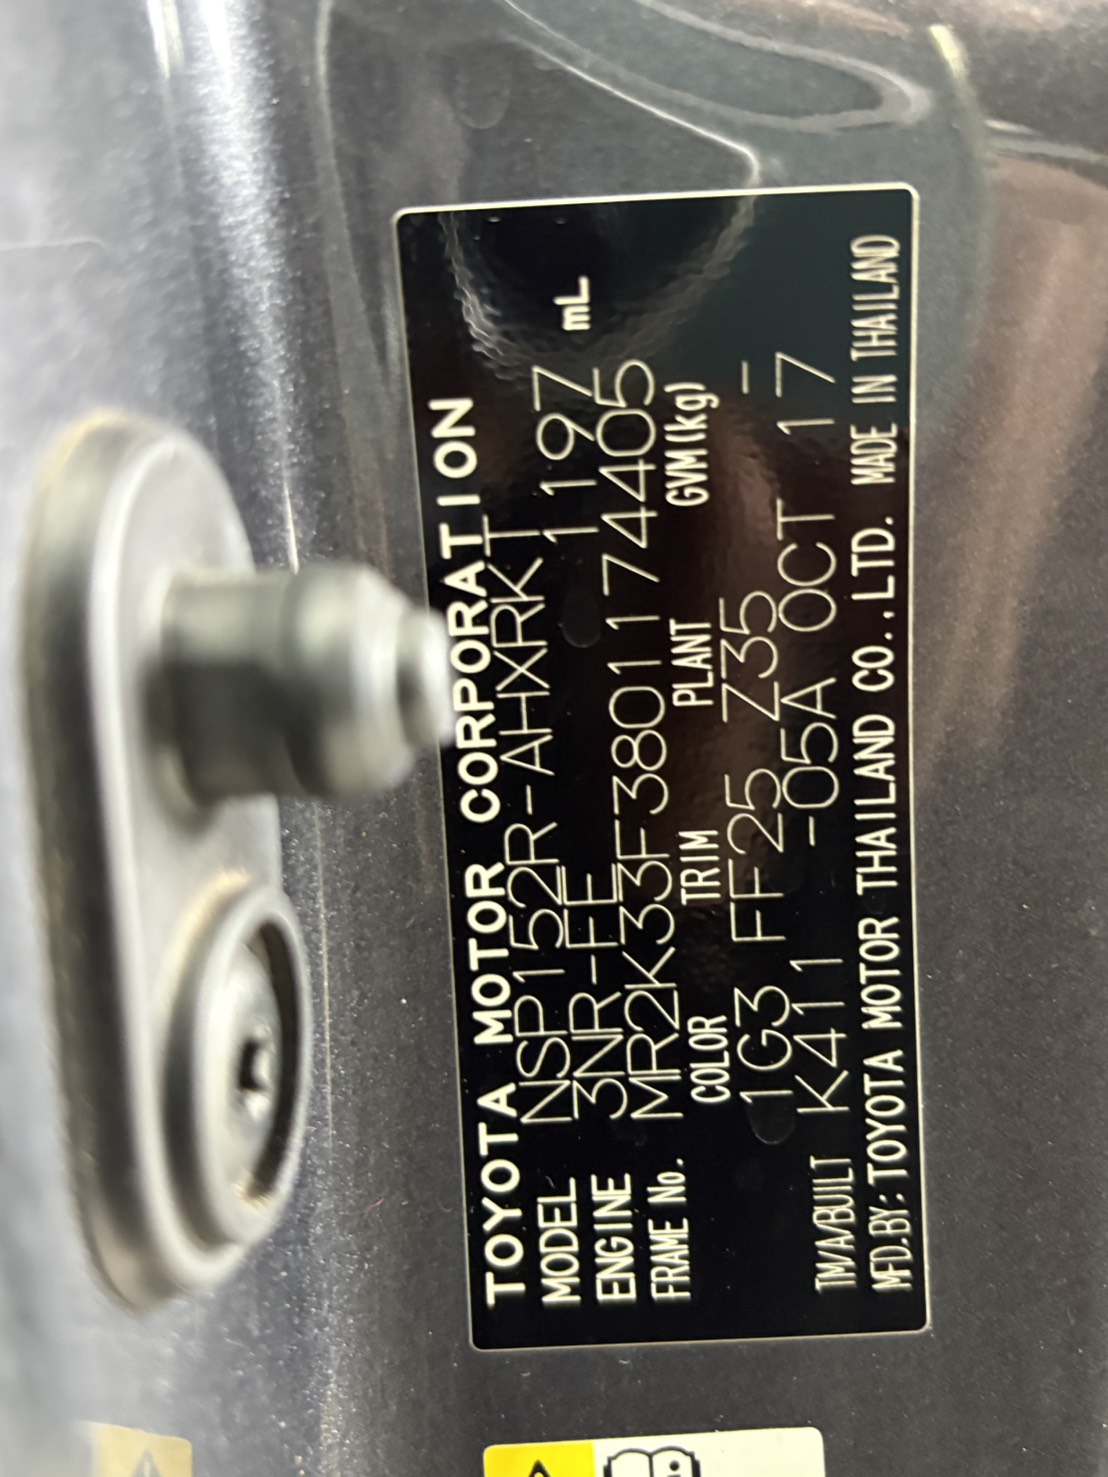 TOYOTA MOTOR CORPORATION
MODEL NSP152R-AHXRKT
ENGINE 3NR-FE 1197 mL
FRAME No. MR2K33F3801174405
COLOR TRIM PLANT GVM(kg)
1G3 FF25 Z35 -
TM/A/BUILT K411 -05A OCT 17
MFD.BY: TOYOTA MOTOR THAILAND CO.,LTD. MADE IN THAILAND